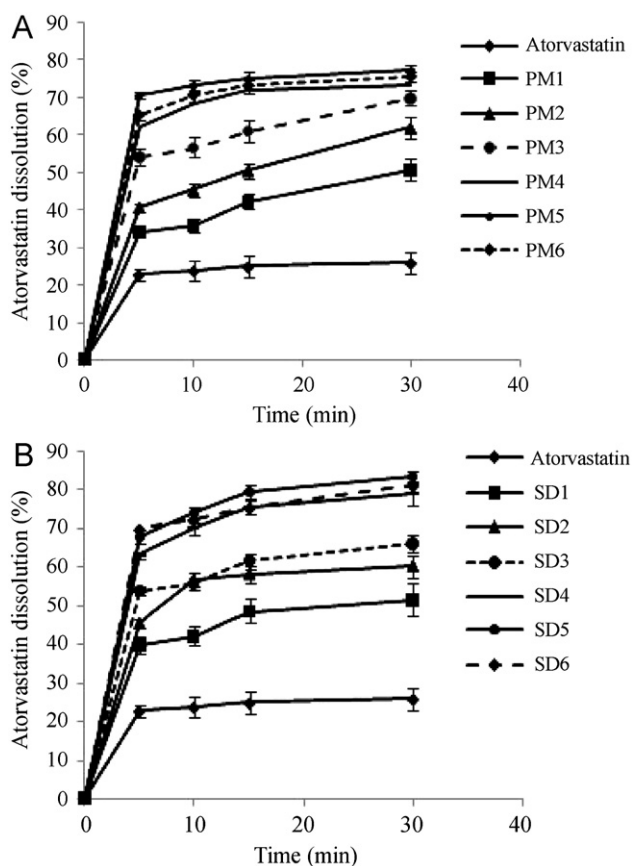 A
Atorvastatin dissolution (%)
90
80
70
60
50
40
30
20
10
0
0
10
20
30
40
Time (min)
Atorvastatin
PM1
PM2
PM3
PM4
PM5
PM6
B
Atorvastatin dissolution (%)
90
80
70
60
50
40
30
20
10
0
0
10
20
30
40
Time (min)
Atorvastatin
SD1
SD2
SD3
SD4
SD5
SD6